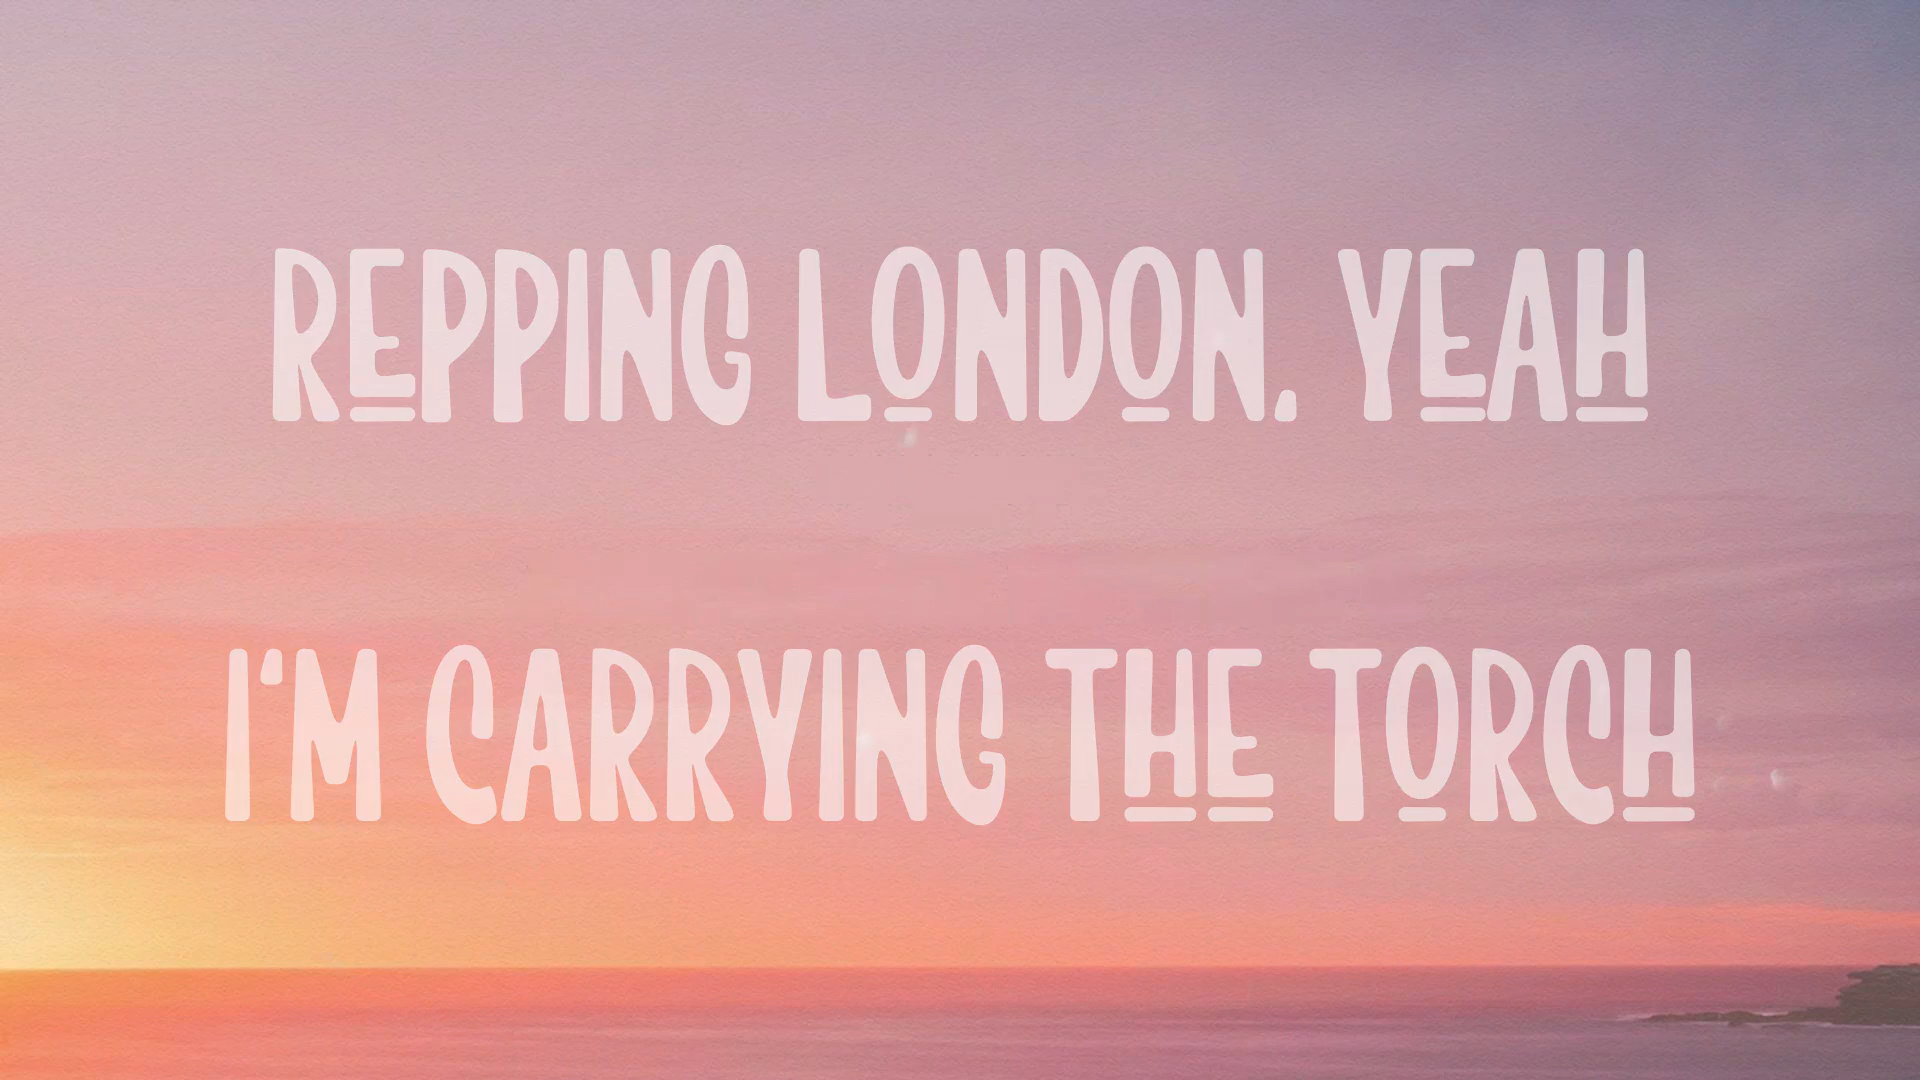 REPPING LONDON, YEAH
I'M CARRYING THE TORCH